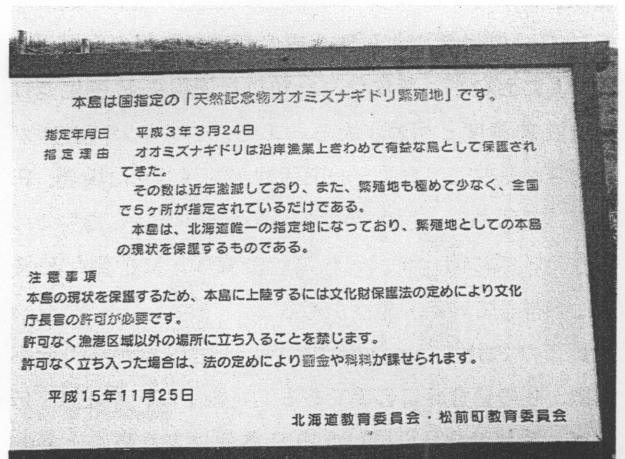 本島は国指定の「天然記念物オオミズナギドリ繁殖地」です。
指定年月日　平成3年3月24日
指定理由　オオミズナギドリは沿岸漁業上きわめて有益な鳥として保護され
てきた。
その数は近年激減しており、また、繁殖地も極めて少なく、全国
で5ヶ所が指定されているだけである。
本島は、北海道唯一の指定地になっており、繁殖地としての本島
の現状を保護するものである。
注意事項
本島の現状を保護するため、本島に上陸するには文化財保護法の定めにより文化
庁長官の許可が必要です。
許可なく漁港区域以外の場所に立ち入ることを禁じます。
許可なく立ち入った場合は、法の定めにより罰金や科料が課せられます。
平成15年11月25日
北海道教育委員会・松前町教育委員会